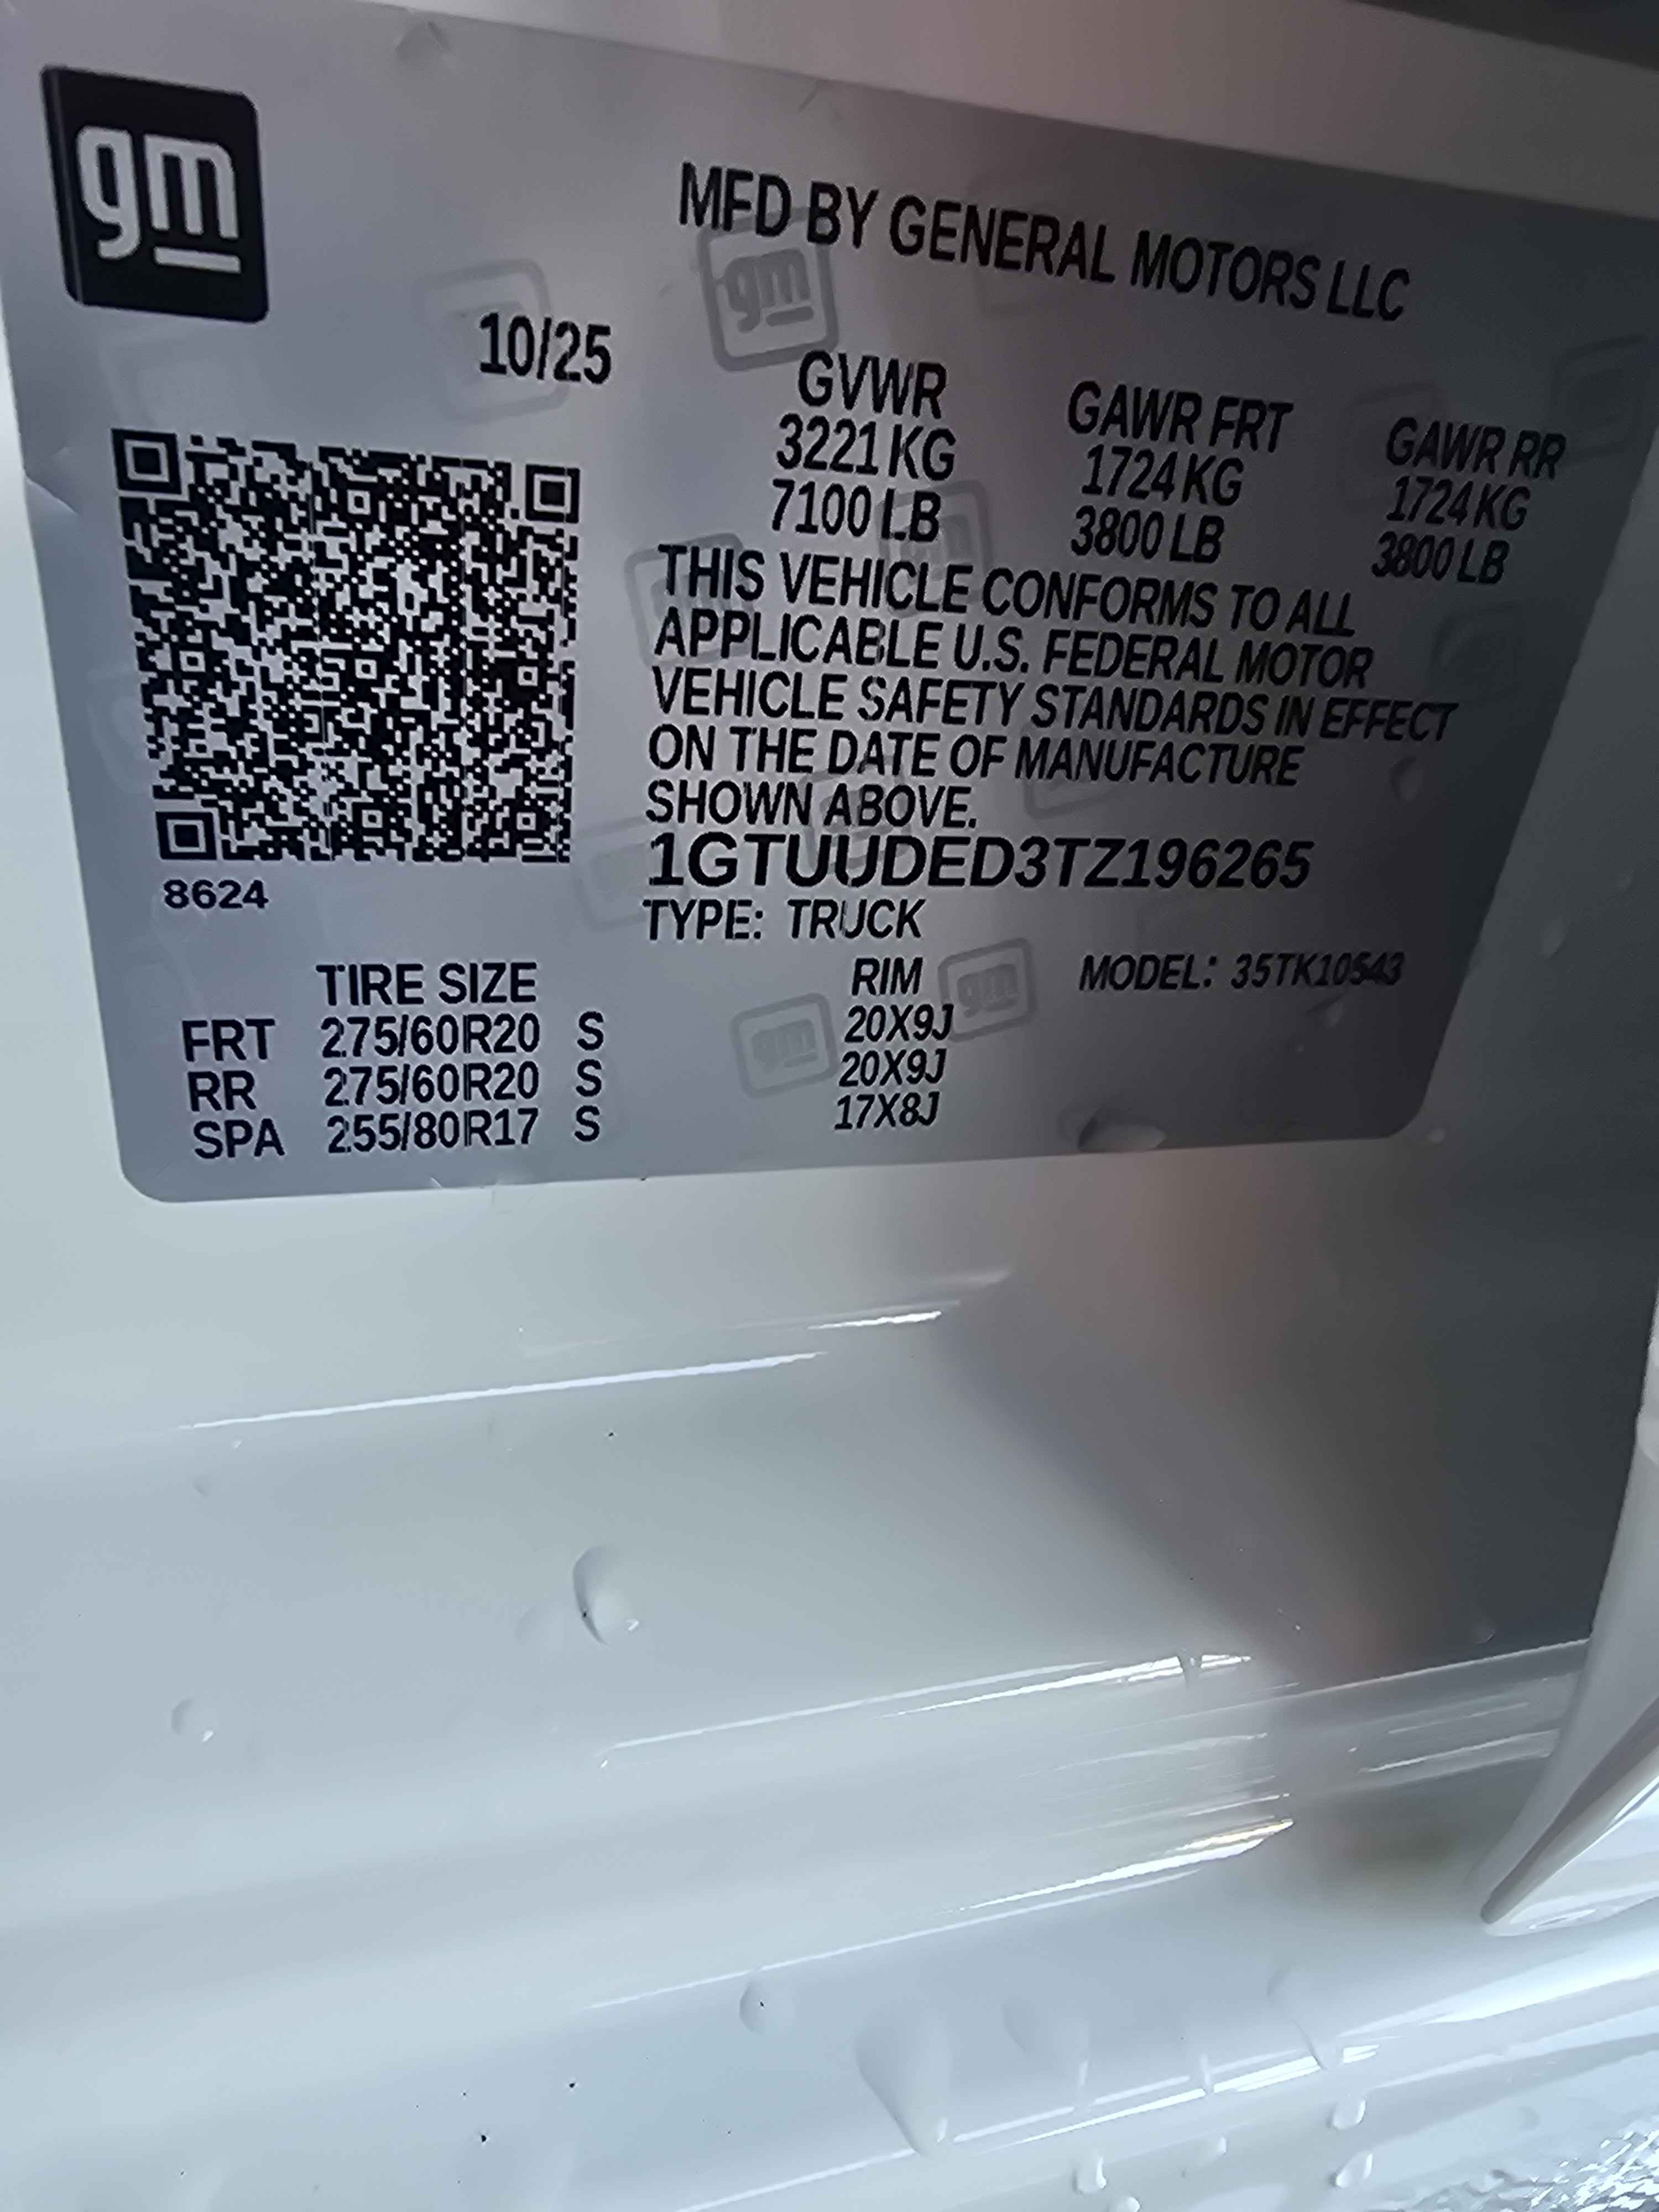 gm
MFD BY GENERAL MOTORS LLC
10/25
GVWR GAWR FRT GAWR RR
3221 KG 1724 KG 1724 KG
7100 LB 3800 LB 3800 LB
THIS VEHICLE CONFORMS TO ALL
APPLICABLE U.S. FEDERAL MOTOR
VEHICLE SAFETY STANDARDS IN EFFECT
ON THE DATE OF MANUFACTURE
SHOWN ABOVE.
1GTUUDED3TZ196265
8624
TYPE: TRUCK
TIRE SIZE RIM MODEL: 35TK10543
FRT 275/60R20 S 20X9J
RR 275/60R20 S 20X9J
SPA 255/80R17 S 17X8J